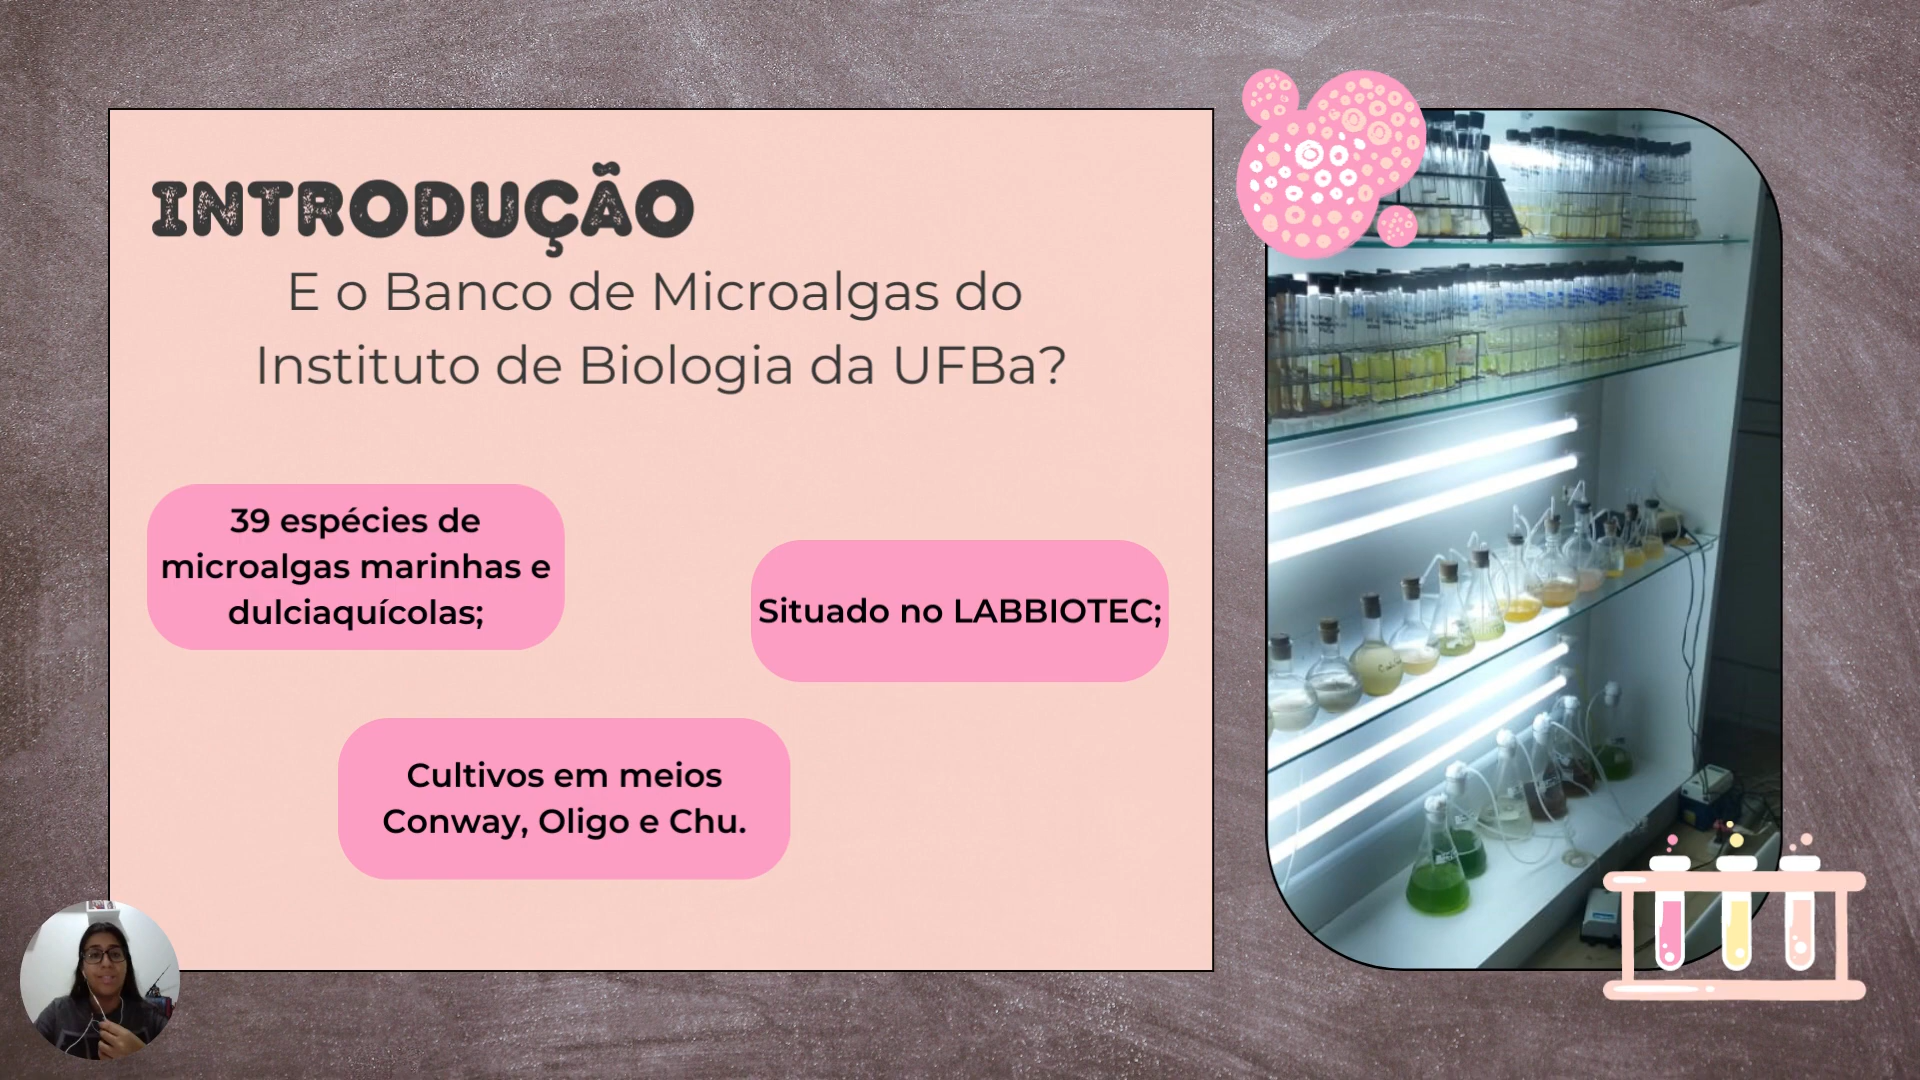 INTRODUÇÃO
E o Banco de Microalgas do
Instituto de Biologia da UFBa?
39 espécies de
microalgas marinhas e
dulciaquícolas;
Situado no LABBIOTEC;
Cultivos em meios
Conway, Oligo e Chu.